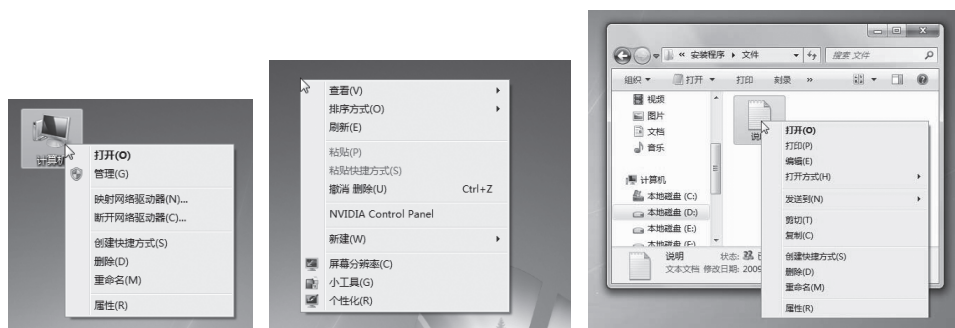 计算机
打开(O)
管理(G)
映射网络驱动器(N)...
断开网络驱动器(C)...
创建快捷方式(S)
删除(D)
重命名(M)
属性(R)
查看(V)
排序方式(O)
刷新(E)
粘贴(P)
粘贴快捷方式(S)
撤消 删除(U) Ctrl+Z
NVIDIA Control Panel
新建(W)
屏幕分辨率(C)
小工具(G)
个性化(R)
« 安装程序 文件 搜索 文件
组织 打开 打印 刻录 »
视频
图片
文档
音乐
计算机
本地磁盘 (C:)
本地磁盘 (D:)
本地磁盘 (E:)
本地磁盘 (F:)
说
打开(O)
打印(P)
编辑(E)
打开方式(H)
发送到(N)
剪切(T)
复制(C)
创建快捷方式(S)
删除(D)
重命名(M)
属性(R)
说明 状态:
文本文档 修改日期: 2009